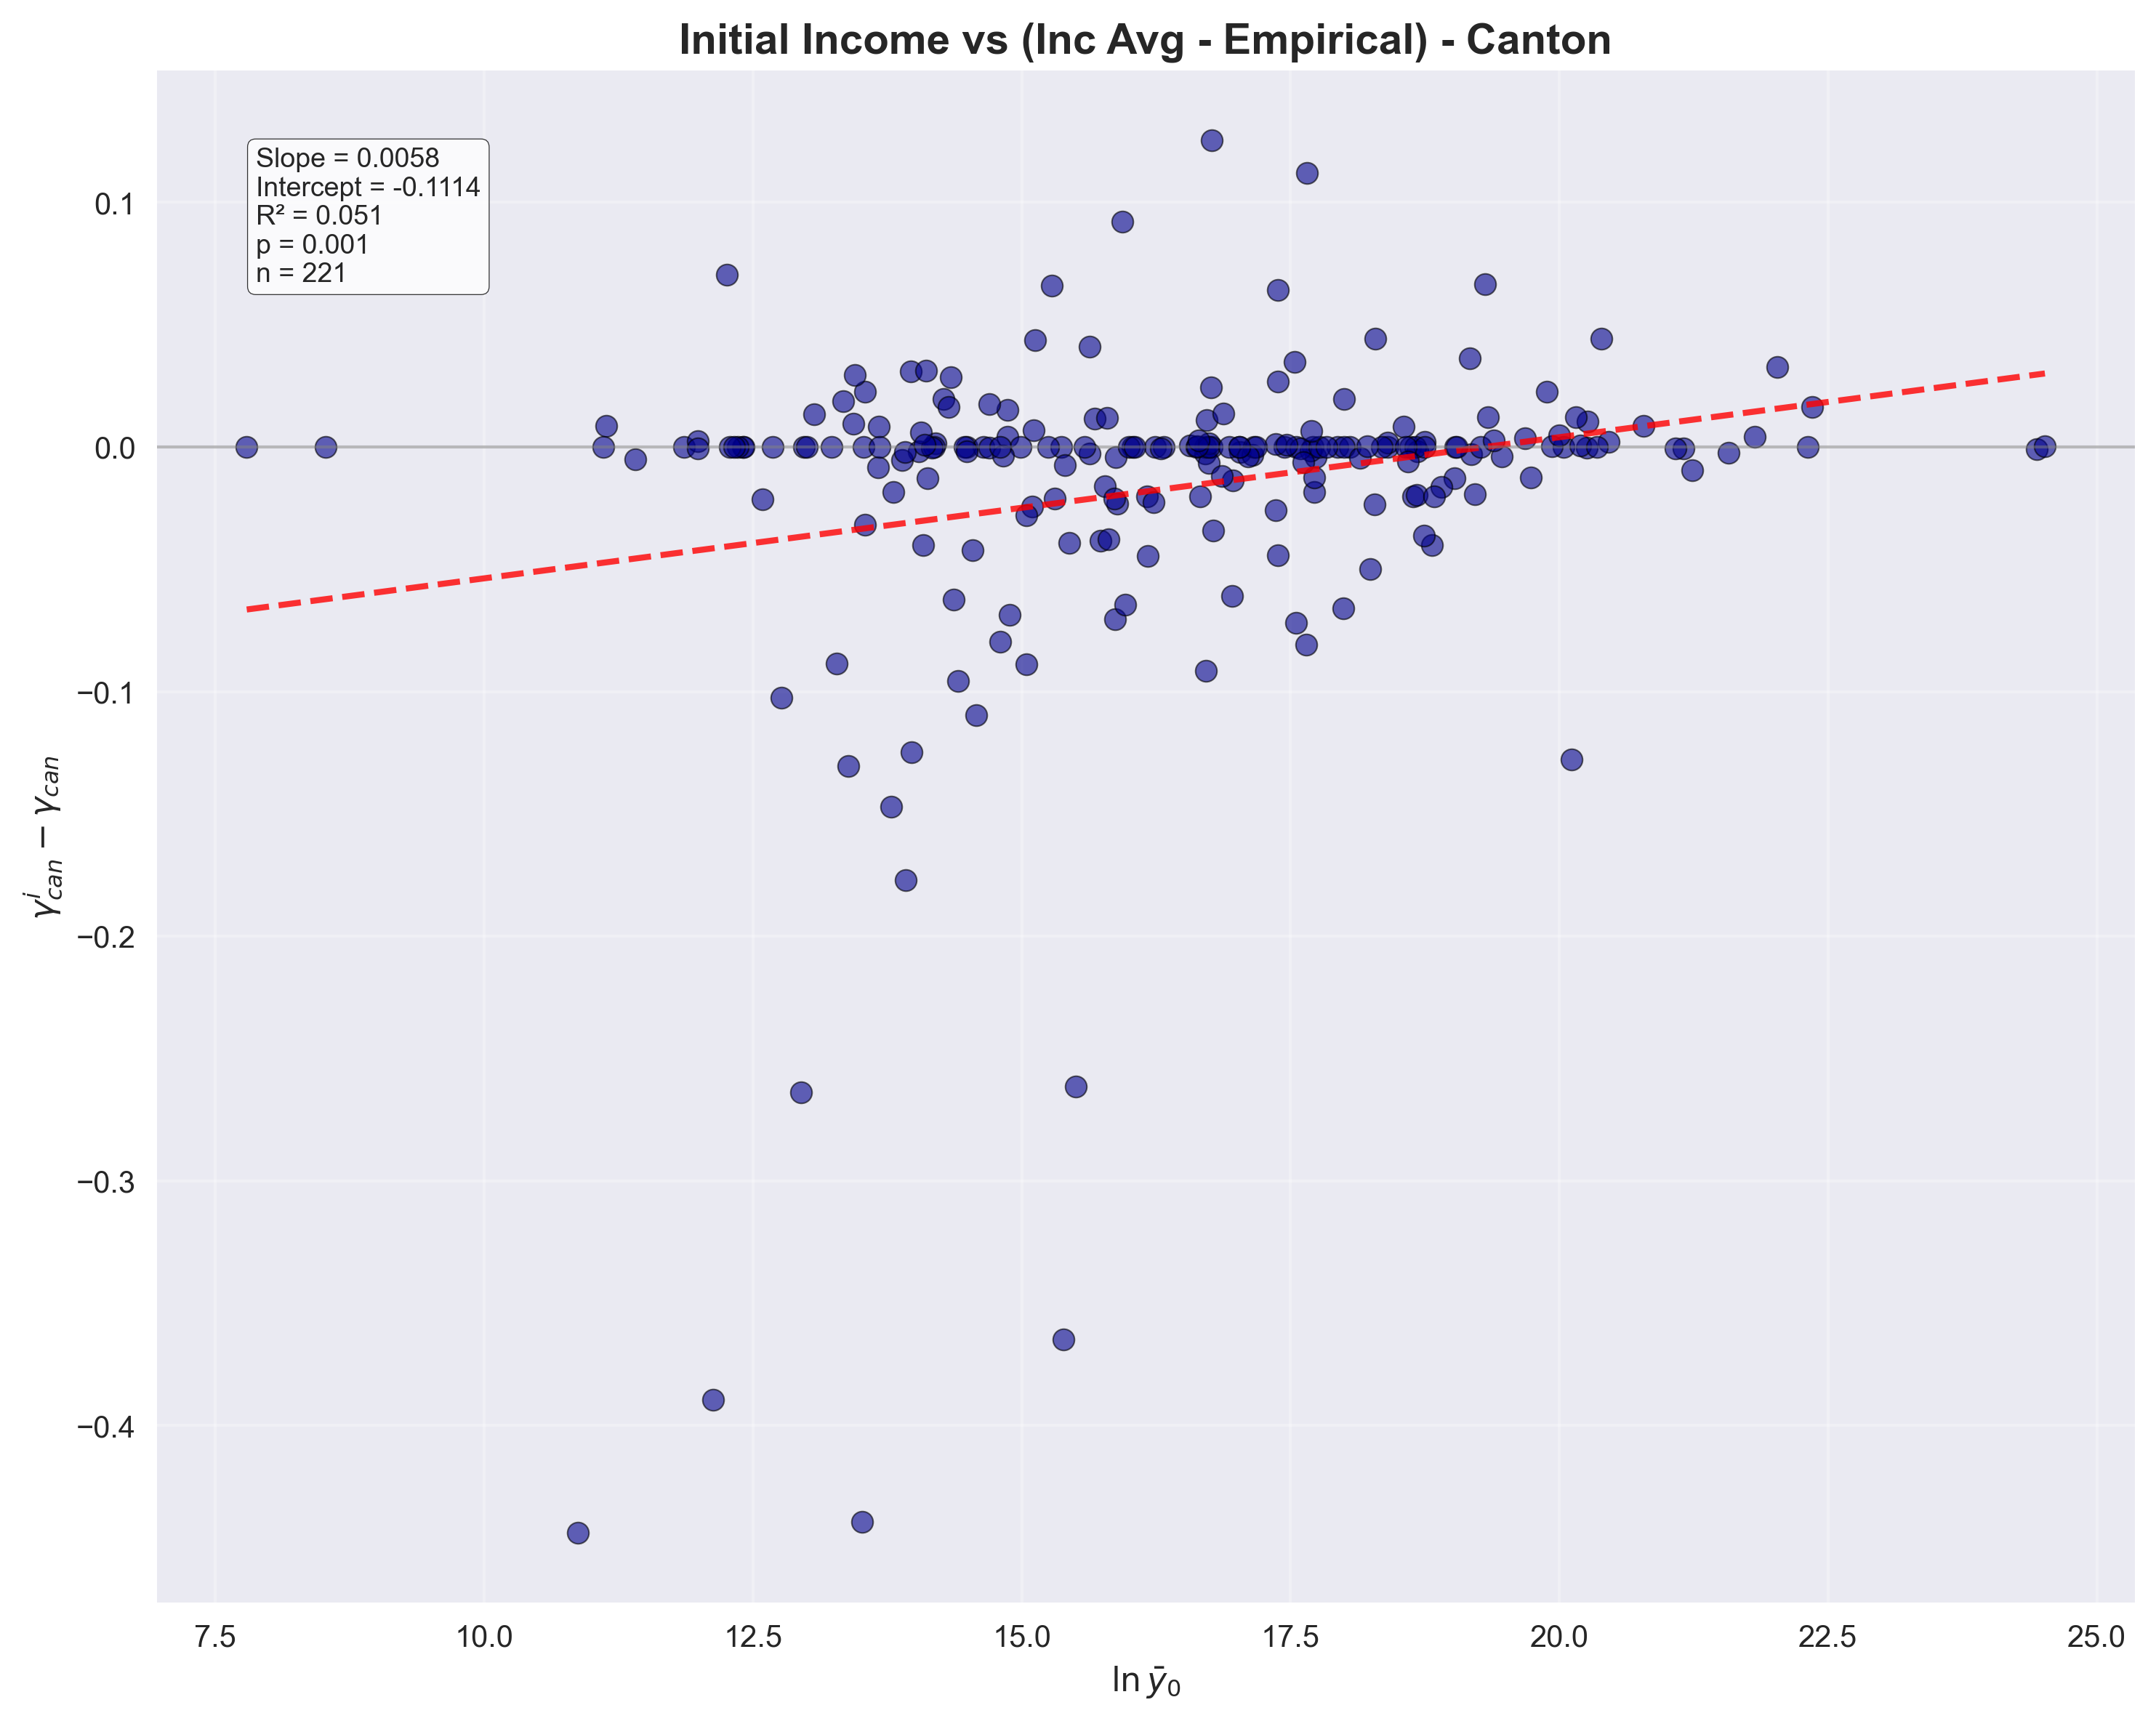 Initial Income vs (Inc Avg - Empirical) - Canton
Slope = 0.0058
Intercept = -0.1114
R² = 0.051
p = 0.001
n = 221
0.1
0.0
−0.1
−0.2
−0.3
−0.4
γ^i_can − γ_can
7.5 10.0 12.5 15.0 17.5 20.0 22.5 25.0
ln ȳ₀